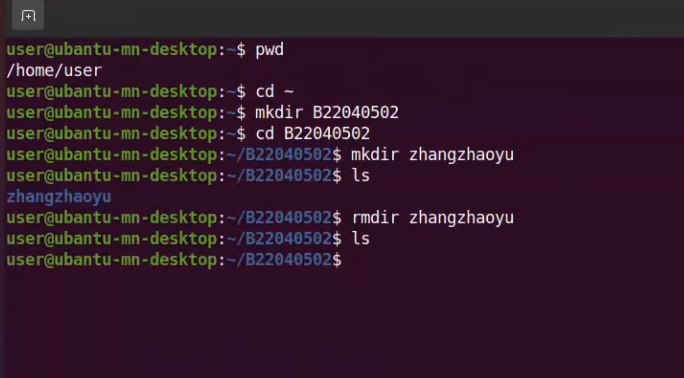 user@ubantu-mn-desktop:~$ pwd
/home/user
user@ubantu-mn-desktop:~$ cd ~
user@ubantu-mn-desktop:~$ mkdir B22040502
user@ubantu-mn-desktop:~$ cd B22040502
user@ubantu-mn-desktop:~/B22040502$ mkdir zhangzhaoyu
user@ubantu-mn-desktop:~/B22040502$ ls
zhangzhaoyu
user@ubantu-mn-desktop:~/B22040502$ rmdir zhangzhaoyu
user@ubantu-mn-desktop:~/B22040502$ ls
user@ubantu-mn-desktop:~/B22040502$